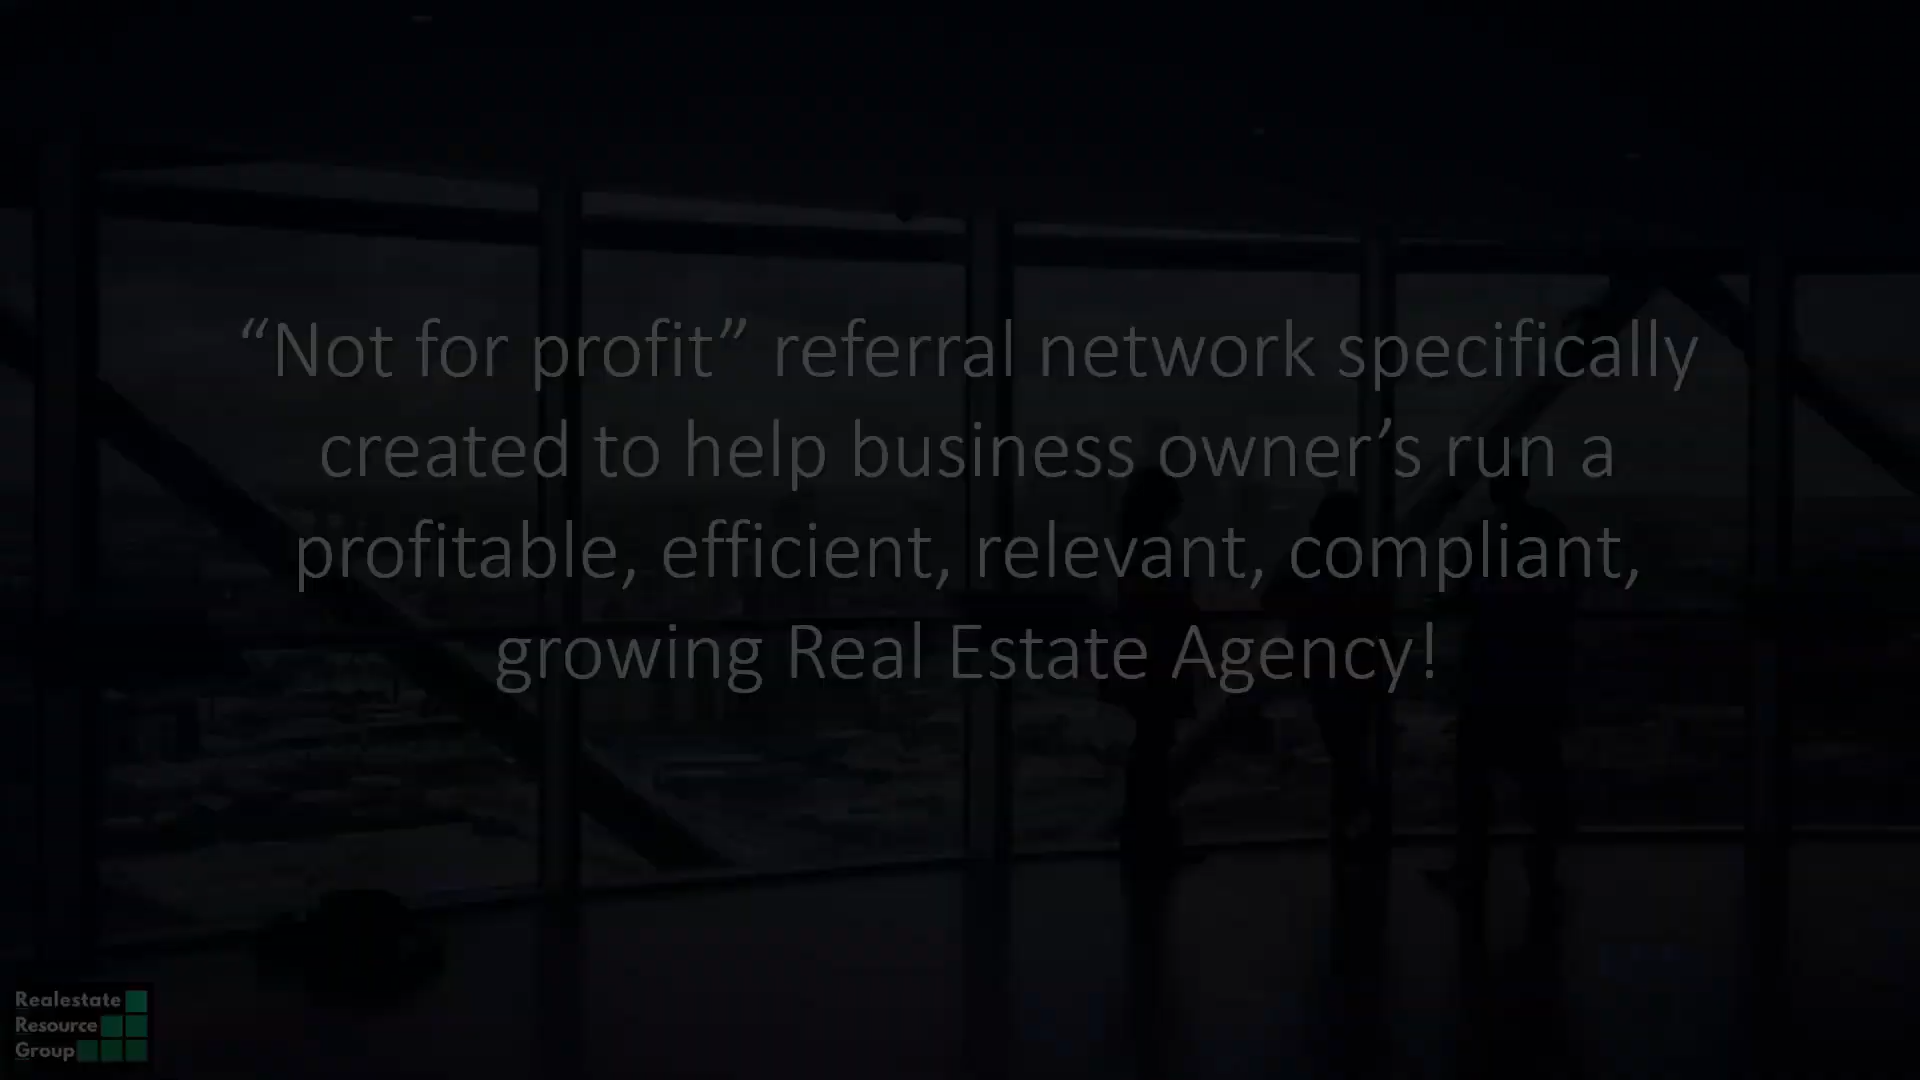 “Not for profit” referral network specifically
created to help business owner’s run a
profitable, efficient, relevant, compliant,
growing Real Estate Agency!
Realestate
Resource
Group